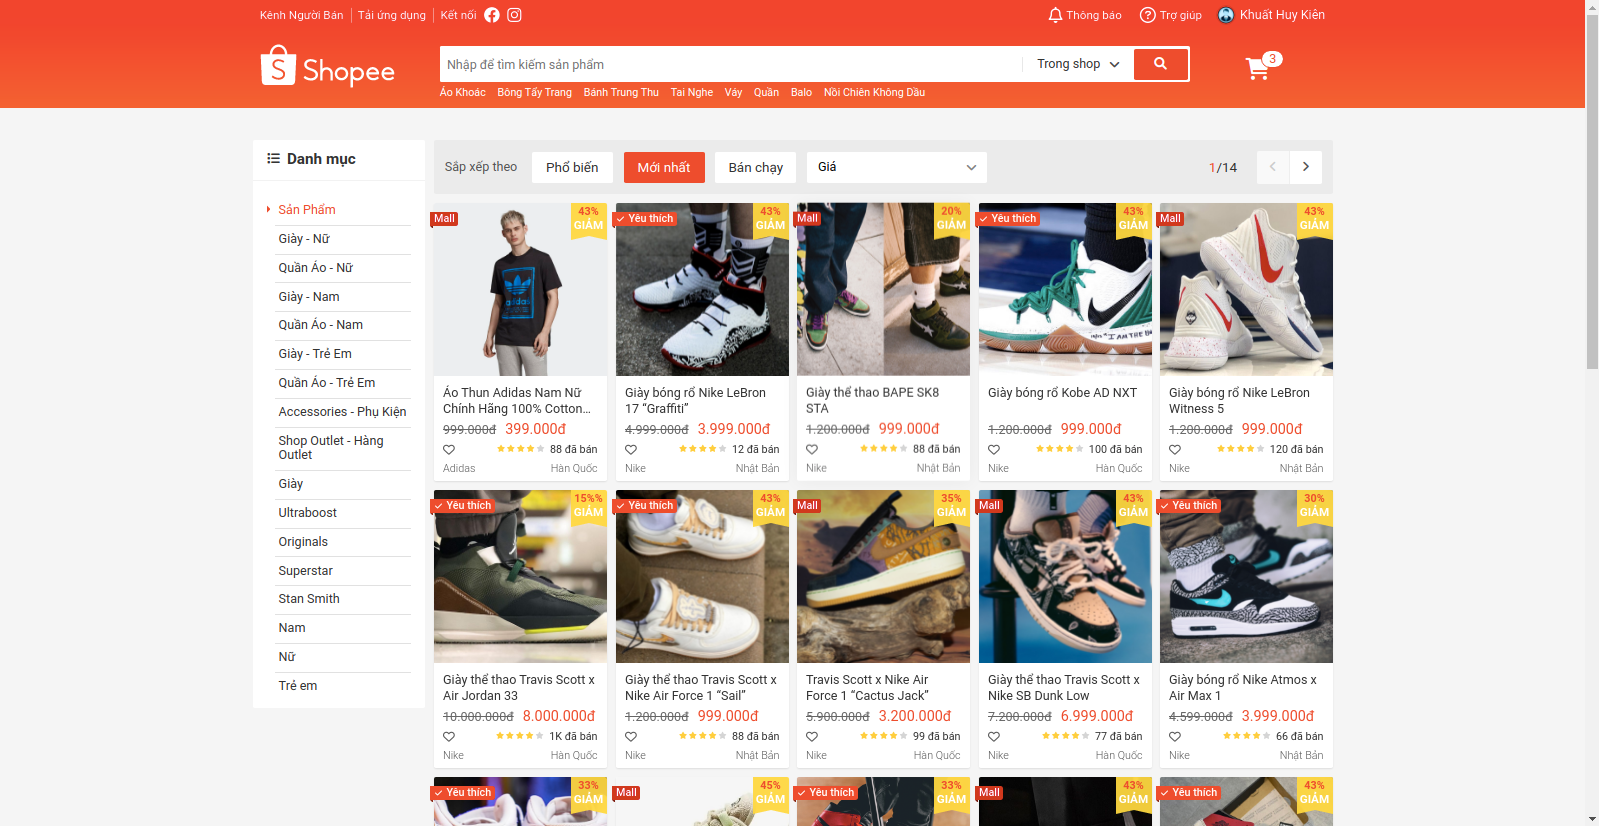 Kênh Người Bán
Tải ứng dụng
Kết nối
Thông báo
Trợ giúp
Khuất Huy Kiên
Shopee
Nhập để tìm kiếm sản phẩm
Trong shop
3
Áo Khoác
Bông Tẩy Trang
Bánh Trung Thu
Tai Nghe
Váy
Quần
Balo
Nồi Chiên Không Dầu
Danh mục
Sản Phẩm
Giày - Nữ
Quần Áo - Nữ
Giày - Nam
Quần Áo - Nam
Giày - Trẻ Em
Quần Áo - Trẻ Em
Accessories - Phụ Kiện
Shop Outlet - Hàng
Outlet
Giày
Ultraboost
Originals
Superstar
Stan Smith
Nam
Nữ
Trẻ em
Sắp xếp theo
Phổ biến
Mới nhất
Bán chạy
Giá
1/14
Mall
43%
GIẢM
adidas
Áo Thun Adidas Nam Nữ
Chính Hãng 100% Cotton...
999.000đ 399.000đ
88 đã bán
Adidas
Hàn Quốc
Yêu thích
43%
GIẢM
Giày bóng rổ Nike LeBron
17 “Graffiti”
4.999.000đ 3.999.000đ
12 đã bán
Nike
Nhật Bản
Mall
20%
GIẢM
Giày thể thao BAPE SK8
STA
1.200.000đ 999.000đ
88 đã bán
Nike
Nhật Bản
Yêu thích
43%
GIẢM
Giày bóng rổ Kobe AD NXT
1.200.000đ 999.000đ
100 đã bán
Nike
Hàn Quốc
Mall
43%
GIẢM
Giày bóng rổ Nike LeBron
Witness 5
1.200.000đ 999.000đ
120 đã bán
Nike
Nhật Bản
Yêu thích
15%%
GIẢM
Giày thể thao Travis Scott x
Air Jordan 33
10.000.000đ 8.000.000đ
1K đã bán
Nike
Hàn Quốc
Yêu thích
43%
GIẢM
Giày thể thao Travis Scott x
Nike Air Force 1 “Sail”
1.200.000đ 999.000đ
88 đã bán
Nike
Nhật Bản
Mall
35%
GIẢM
Travis Scott x Nike Air
Force 1 “Cactus Jack”
5.900.000đ 3.200.000đ
99 đã bán
Nike
Hàn Quốc
Mall
43%
GIẢM
Giày thể thao Travis Scott x
Nike SB Dunk Low
7.200.000đ 6.999.000đ
77 đã bán
Nike
Hàn Quốc
Yêu thích
30%
GIẢM
Giày bóng rổ Nike Atmos x
Air Max 1
4.599.000đ 3.999.000đ
66 đã bán
Nike
Nhật Bản
Yêu thích
33%
GIẢM
Mall
45%
GIẢM
Yêu thích
33%
GIẢM
Mall
43%
GIẢM
Yêu thích
43%
GIẢM